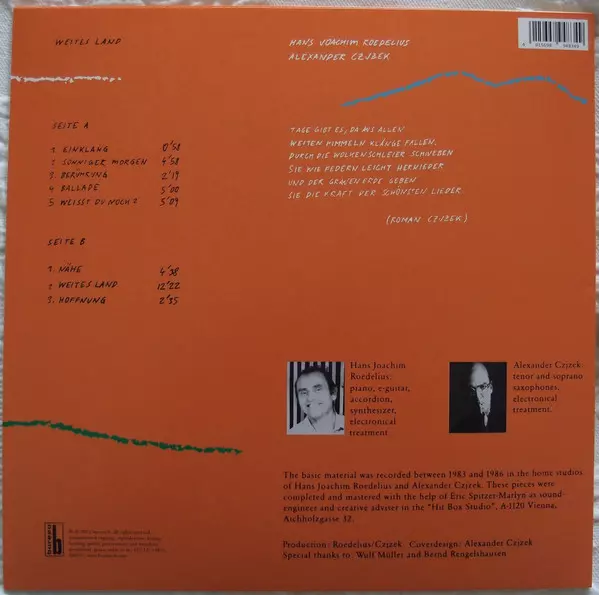 WEITES LAND
HANS JOACHIM ROEDELIUS
ALEXANDER CZJZEK
SEITE A
1. EINKLANG 0'58
2 SONNIGER MORGEN 4'58
3. BERÜHRUNG 2'19
4 BALLADE 5'00
5 WEISST DU NOCH? 5'09
SEITE B
1. NÄHE 4'38
2 WEITES LAND 12'22
3. HOFFNUNG 2'35
TAGE GIBT ES, DA AUS ALLEN
WEITEN HIMMELN KLÄNGE FALLEN,
DURCH DIE WOLKENSCHLEIER SCHWEBEN
SIE WIE FEDERN LEICHT HERNIEDER
UND DER GRAUEN ERDE GEBEN
SIE DIE KRAFT DER SCHÖNSTEN LIEDER.
(ROMAN CZJZEK)
Hans Joachim
Roedelius:
piano, e-guitar,
accordion,
synthesizer,
electronical
treatment
Alexander Czjzek:
tenor and soprano
saxophones,
electronical
treatment.
The basic material was recorded between 1983 and 1986 in the home studios
of Hans Joachim Roedelius and Alexander Czjzek. These pieces were
completed and mastered with the help of Eric Spitzer-Marlyn as sound-
engineer and creative adviser in the "Hit Box Studio", A-1120 Vienna,
Aichholzgasse 32.
Production: Roedelius/Czjzek Coverdesign: Alexander Czjzek
Special thanks to: Wulf Müller and Bernd Rengelshausen
bureau b